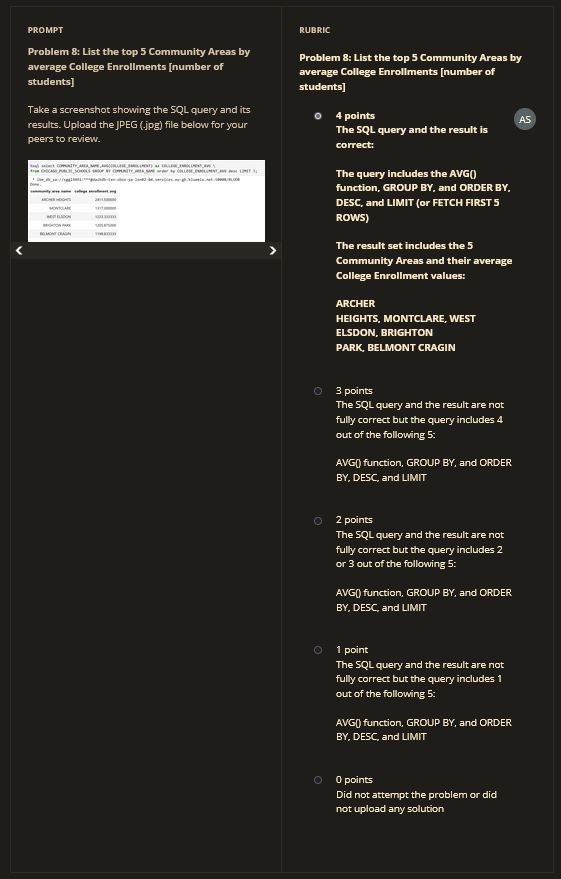 PROMPT
Problem 8: List the top 5 Community Areas by
average College Enrollments [number of
students]
Take a screenshot showing the SQL query and its
results. Upload the JPEG (.jpg) file below for your
peers to review.
%sql select COMMUNITY_AREA_NAME,AVG(COLLEGE_ENROLLMENT) as COLLEGE_ENROLLMENT_AVG \
from CHICAGO_PUBLIC_SCHOOLS GROUP BY COMMUNITY_AREA_NAME order by COLLEGE_ENROLLMENT_AVG desc LIMIT 5;
Done.
community_area_name college_enrollment_avg
ARCHER HEIGHTS 2411.500000
MONTCLARE 1317.000000
WEST ELSDON 1233.333333
BRIGHTON PARK 1205.875000
BELMONT CRAGIN 1198.833333
RUBRIC
Problem 8: List the top 5 Community Areas by
average College Enrollments [number of
students]
4 points
AS
The SQL query and the result is
correct:
The query includes the AVG()
function, GROUP BY, and ORDER BY,
DESC, and LIMIT (or FETCH FIRST 5
ROWS)
The result set includes the 5
Community Areas and their average
College Enrollment values:
ARCHER
HEIGHTS, MONTCLARE, WEST
ELSDON, BRIGHTON
PARK, BELMONT CRAGIN
3 points
The SQL query and the result are not
fully correct but the query includes 4
out of the following 5:
AVG() function, GROUP BY, and ORDER
BY, DESC, and LIMIT
2 points
The SQL query and the result are not
fully correct but the query includes 2
or 3 out of the following 5:
AVG() function, GROUP BY, and ORDER
BY, DESC, and LIMIT
1 point
The SQL query and the result are not
fully correct but the query includes 1
out of the following 5:
AVG() function, GROUP BY, and ORDER
BY, DESC, and LIMIT
0 points
Did not attempt the problem or did
not upload any solution